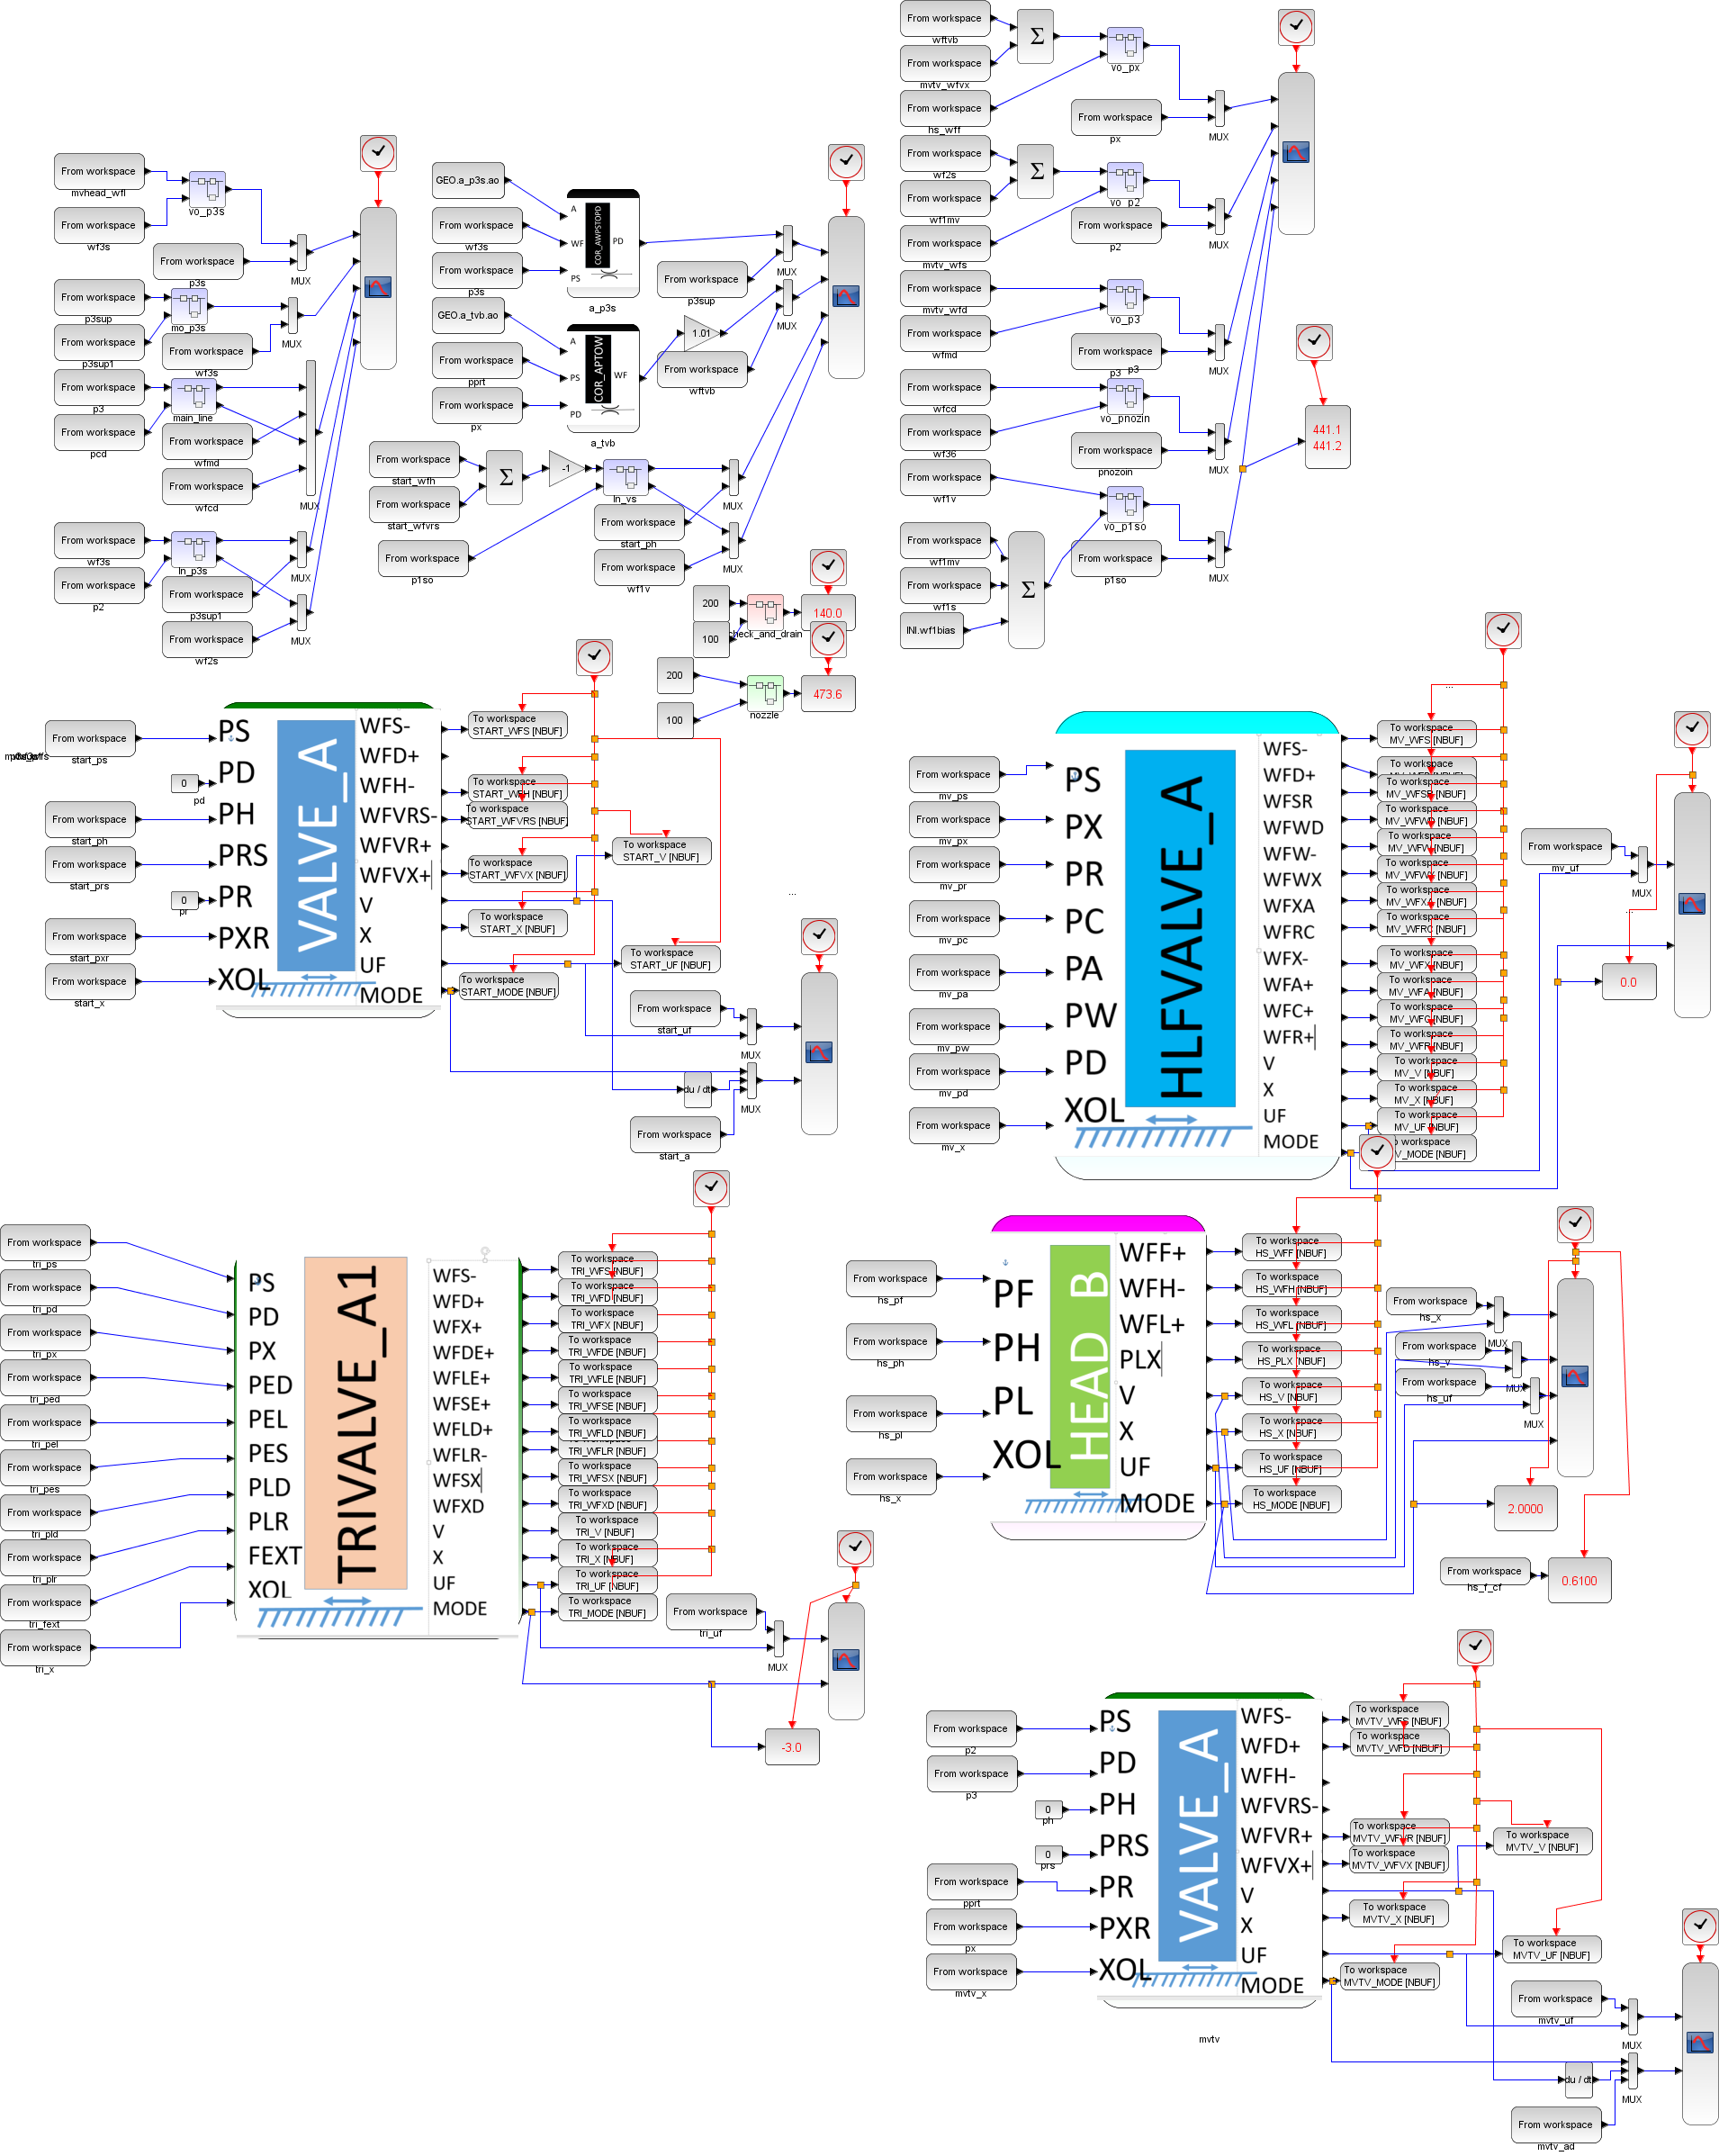 From workspace
mvhead_wfl
From workspace
wf3s
vo_p3s
From workspace
p3s
MUX
From workspace
p3sup
From workspace
p3sup1
mo_p3s
From workspace
wf3s
MUX
From workspace
p3
From workspace
pcd
main_line
From workspace
wfmd
From workspace
wfcd
MUX
From workspace
wf3s
From workspace
p2
ln_p3s
From workspace
p3sup1
From workspace
wf2s
MUX
MUX
GEO.a_p3s.ao
From workspace
wf3s
From workspace
p3s
A
WF
PS
COR_AWPSTOPD
PD
a_p3s
From workspace
p3sup
MUX
GEO.a_tvb.ao
From workspace
pprt
From workspace
px
A
PS
PD
COR_APTOW
WF
a_tvb
1.01
From workspace
wftvb
MUX
From workspace
start_wfh
From workspace
start_wfvrs
Σ
-1
From workspace
p1so
ln_vs
From workspace
start_ph
From workspace
wf1v
MUX
MUX
200
100
check_and_drain
140.0
200
100
nozzle
473.6
From workspace
wftvb
From workspace
mvtv_wfvx
Σ
From workspace
hs_wff
vo_px
From workspace
px
MUX
From workspace
wf2s
From workspace
wf1mv
Σ
From workspace
mvtv_wfs
vo_p2
From workspace
p2
MUX
From workspace
mvtv_wfd
From workspace
wfmd
vo_p3
From workspace
p3
p3
MUX
From workspace
wfcd
From workspace
wf36
vo_pnozin
From workspace
pnozoin
MUX
From workspace
wf1v
From workspace
wf1mv
From workspace
wf1s
INI.wf1bias
Σ
vo_p1so
From workspace
p1so
MUX
441.1
441.2
From workspace
start_ps
0
pd
From workspace
start_ph
From workspace
start_prs
0
pr
From workspace
start_pxr
From workspace
start_x
PS
PD
PH
PRS
PR
PXR
XOL
VALVE_A
WFS-
WFD+
WFH-
WFVRS-
WFVR+
WFVX+
V
X
UF
MODE
To workspace
START_WFS [NBUF]
To workspace
START_WFH [NBUF]
To workspace
START_WFVRS [NBUF]
To workspace
START_WFVX [NBUF]
To workspace
START_X [NBUF]
To workspace
START_MODE [NBUF]
To workspace
START_V [NBUF]
To workspace
START_UF [NBUF]
...
From workspace
start_uf
MUX
du / dt
MUX
From workspace
start_a
From workspace
mv_ps
From workspace
mv_px
From workspace
mv_pr
From workspace
mv_pc
From workspace
mv_pa
From workspace
mv_pw
From workspace
mv_pd
From workspace
mv_x
PS
PX
PR
PC
PA
PW
PD
XOL
HLFVALVE_A
WFS-
WFD+
WFSR
WFWD
WFW-
WFWX
WFXA
WFRC
WFX-
WFA+
WFC+
WFR+
V
X
UF
MODE
...
To workspace
MV_WFS [NBUF]
To workspace
To workspace
MV_WFSR [NBUF]
To workspace
MV_WFWD [NBUF]
To workspace
MV_WFW [NBUF]
To workspace
MV_WFWX [NBUF]
To workspace
MV_WFXA [NBUF]
To workspace
MV_WFRC [NBUF]
To workspace
MV_WFX [NBUF]
To workspace
MV_WFA [NBUF]
To workspace
MV_WFC [NBUF]
To workspace
MV_WFR [NBUF]
To workspace
MV_V [NBUF]
To workspace
MV_X [NBUF]
To workspace
MV_UF [NBUF]
To workspace
MV_MODE [NBUF]
From workspace
mv_uf
MUX
...
0.0
From workspace
tri_ps
From workspace
tri_pd
From workspace
tri_px
From workspace
tri_ped
From workspace
tri_pel
From workspace
tri_pes
From workspace
tri_pld
From workspace
tri_plr
From workspace
tri_fext
From workspace
tri_x
PS
PD
PX
PED
PEL
PES
PLD
PLR
FEXT
XOL
TRIVALVE_A1
WFS-
WFD+
WFX+
WFDE+
WFLE+
WFSE+
WFLD+
WFLR-
WFSX
WFXD
V
X
UF
MODE
To workspace
TRI_WFS [NBUF]
To workspace
TRI_WFD [NBUF]
To workspace
TRI_WFX [NBUF]
To workspace
TRI_WFDE [NBUF]
To workspace
TRI_WFLE [NBUF]
To workspace
TRI_WFSE [NBUF]
To workspace
TRI_WFLD [NBUF]
To workspace
TRI_WFLR [NBUF]
To workspace
TRI_WFSX [NBUF]
To workspace
TRI_WFXD [NBUF]
To workspace
TRI_V [NBUF]
To workspace
TRI_X [NBUF]
To workspace
TRI_UF [NBUF]
To workspace
TRI_MODE [NBUF]
From workspace
tri_uf
MUX
-3.0
From workspace
hs_pf
From workspace
hs_ph
From workspace
hs_pl
From workspace
hs_x
PF
PH
PL
XOL
HEAD_B
WFF+
WFH-
WFL+
PLX
V
X
UF
MODE
To workspace
HS_WFF [NBUF]
To workspace
HS_WFH [NBUF]
To workspace
HS_WFL [NBUF]
To workspace
HS_PLX [NBUF]
To workspace
HS_V [NBUF]
To workspace
HS_X [NBUF]
To workspace
HS_UF [NBUF]
To workspace
HS_MODE [NBUF]
From workspace
hs_x
MUX
From workspace
hs_v
MUX
From workspace
hs_uf
MUX
2.0000
From workspace
hs_f_cf
0.6100
From workspace
p2
From workspace
p3
0
ph
0
prs
From workspace
pprt
From workspace
px
From workspace
mvtv_x
PS
PD
PH
PRS
PR
PXR
XOL
VALVE_A
WFS-
WFD+
WFH-
WFVRS-
WFVR+
WFVX+
V
X
UF
MODE
mvtv
To workspace
MVTV_WFS [NBUF]
To workspace
MVTV_WFD [NBUF]
To workspace
MVTV_WFVR [NBUF]
To workspace
MVTV_WFVX [NBUF]
To workspace
MVTV_X [NBUF]
To workspace
MVTV_MODE [NBUF]
To workspace
MVTV_V [NBUF]
To workspace
MVTV_UF [NBUF]
From workspace
mvtv_uf
MUX
du / dt
MUX
From workspace
mvtv_ad